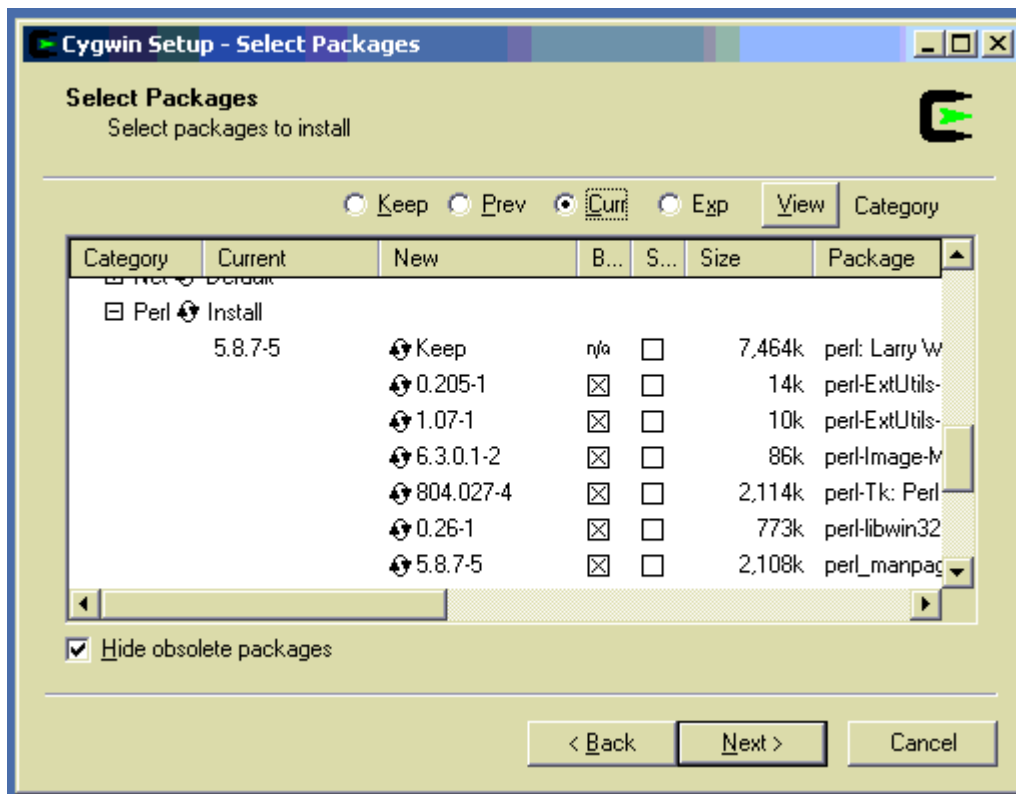 Cygwin Setup - Select Packages
Select Packages
Select packages to install
Keep Prev Curr Exp View Category
Category Current New B... S... Size Package
Net Default
Perl Install
5.8.7-5 Keep n/a 7,464k perl: Larry W
0.205-1 14k perl-ExtUtils-
1.07-1 10k perl-ExtUtils-
6.3.0.1-2 86k perl-Image-M
804.027-4 2,114k perl-Tk: Perl
0.26-1 773k perl-libwin32
5.8.7-5 2,108k perl_manpag
Hide obsolete packages
< Back Next > Cancel